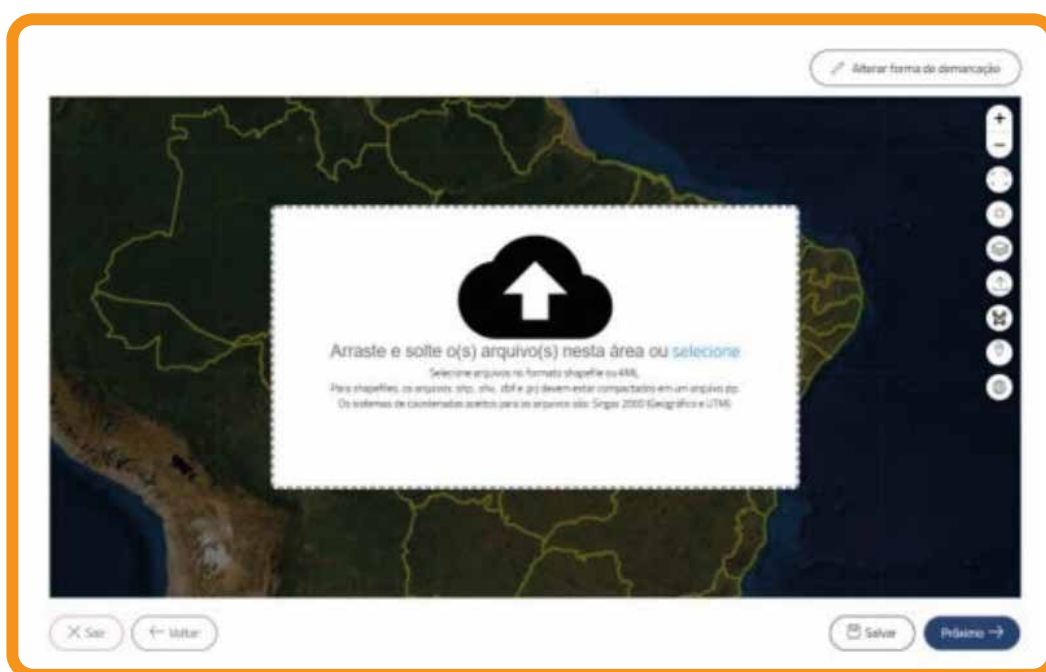 Alterar forma de demarcação
+
−
Arraste e solte o(s) arquivo(s) nesta área ou selecione
Selecione arquivos no formato shapefile ou KML
Para shapefiles, os arquivos .shp, .shx, .dbf e .prj devem estar compactados em um arquivo zip.
Os sistemas de coordenadas aceitos para os arquivos são: Sirgas 2000 (Geográfico e UTM)
Sair
Voltar
Salvar
Próximo